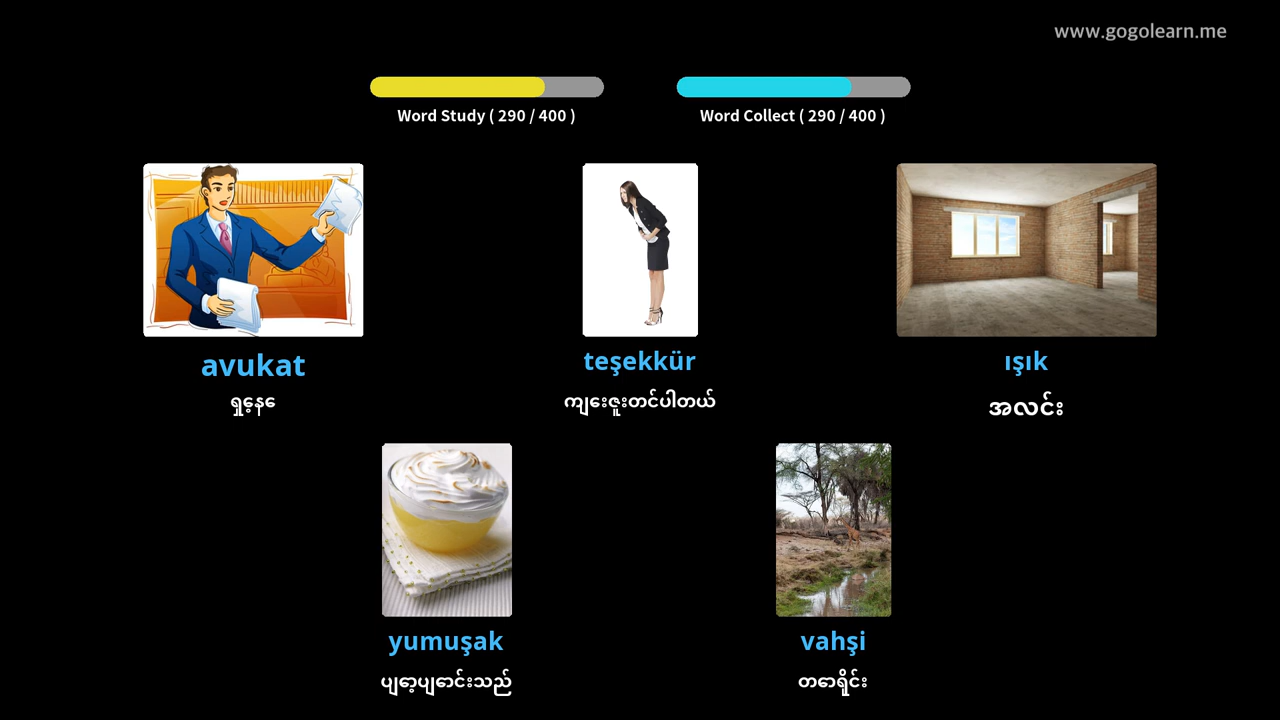 www.gogolearn.me
Word Study ( 290 / 400 )
Word Collect ( 290 / 400 )
avukat
ရှေ့နေ
teşekkür
ကျေးဇူးတင်ပါတယ်
ışık
အလင်း
yumuşak
ပျော့ပျောင်းသည်
vahşi
တောရိုင်း